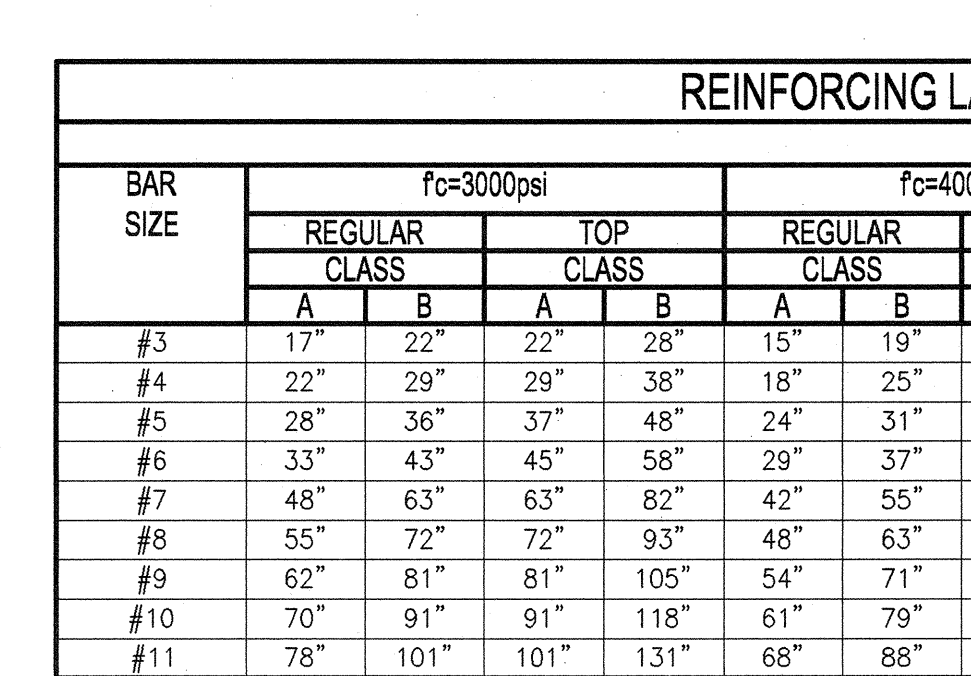 REINFORCING LA
BAR SIZE f'c=3000psi f'c=400
REGULAR TOP REGULAR
CLASS CLASS CLASS
A B A B A B
#3 17" 22" 22" 28" 15" 19"
#4 22" 29" 29" 38" 18" 25"
#5 28" 36" 37" 48" 24" 31"
#6 33" 43" 45" 58" 29" 37"
#7 48" 63" 63" 82" 42" 55"
#8 55" 72" 72" 93" 48" 63"
#9 62" 81" 81" 105" 54" 71"
#10 70" 91" 91" 118" 61" 79"
#11 78" 101" 101" 131" 68" 88"